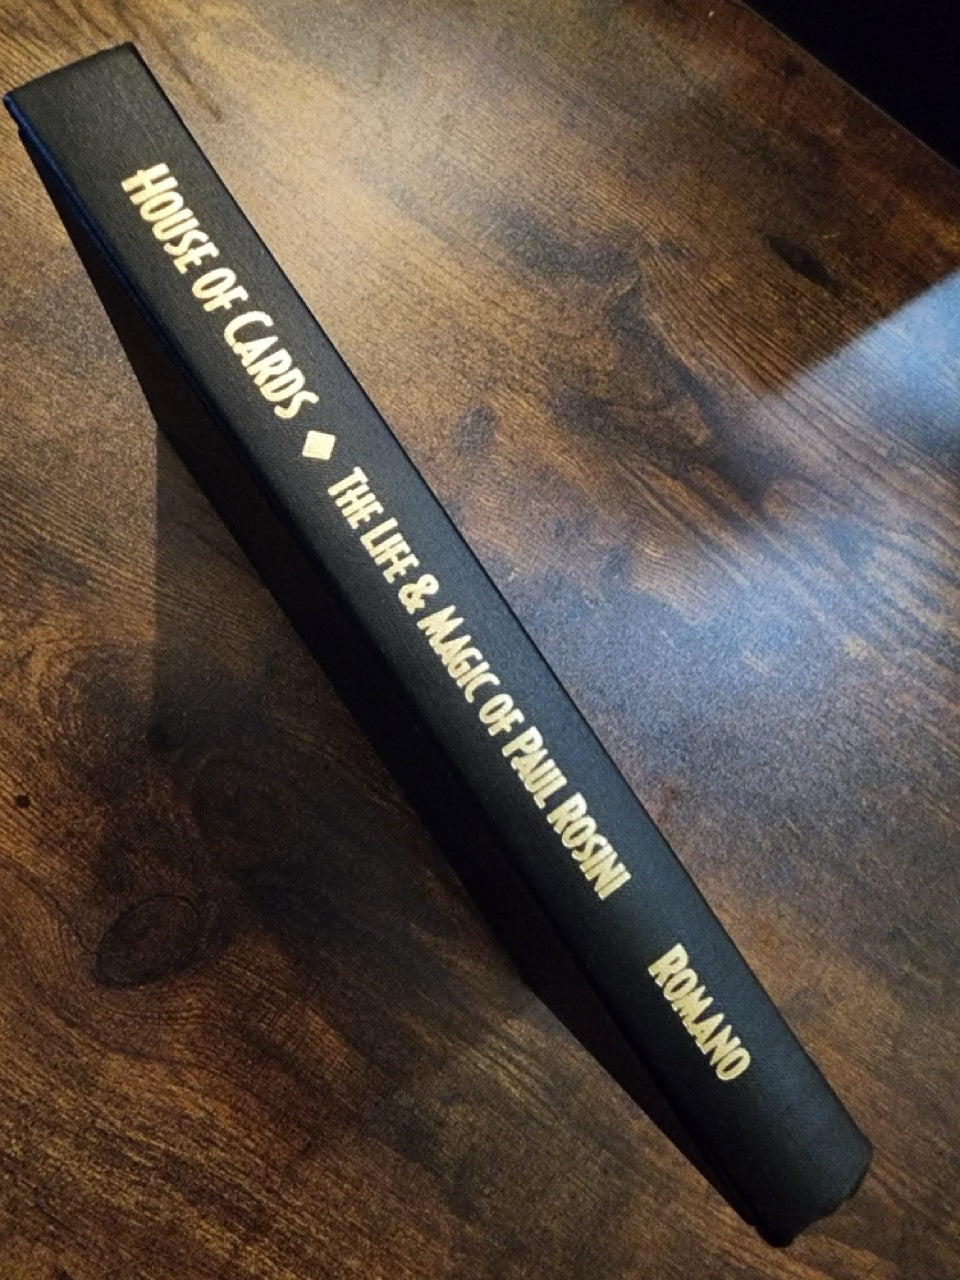 House of Cards ◆ The Life & Magic of Paul Rosini Romano